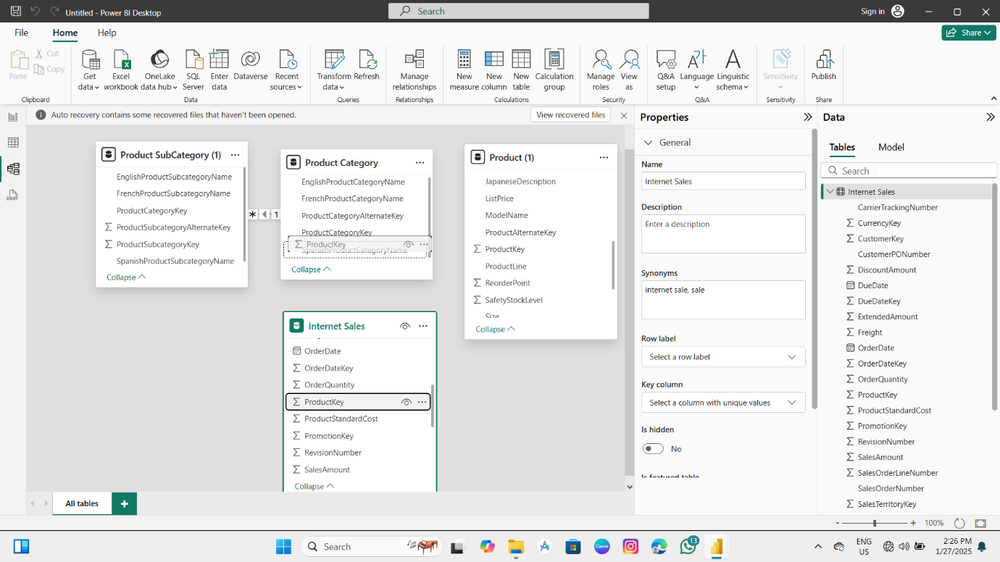 Untitled - Power BI Desktop
Search
Sign in
File
Home
Help
Share
Paste
Cut
Copy
Clipboard
Get data
Excel workbook
OneLake data hub
SQL Server
Enter data
Dataverse
Recent sources
Data
Transform data
Refresh
Queries
Manage relationships
Relationships
New measure
New column
New table
Calculation group
Calculations
Manage roles
View as
Security
Q&A setup
Language
Linguistic schema
Q&A
Sensitivity
Sensitivity
Publish
Share
Auto recovery contains some recovered files that haven't been opened.
View recovered files
Product SubCategory (1)
EnglishProductSubcategoryName
FrenchProductSubcategoryName
ProductCategoryKey
ProductSubcategoryAlternateKey
ProductSubcategoryKey
SpanishProductSubcategoryName
Collapse
1
Product Category
EnglishProductCategoryName
FrenchProductCategoryName
ProductCategoryAlternateKey
ProductCategoryKey
ProductKey
SpanishProductCategoryName
Collapse
Product (1)
JapaneseDescription
ListPrice
ModelName
ProductAlternateKey
ProductKey
ProductLine
ReorderPoint
SafetyStockLevel
Size
Collapse
Internet Sales
OrderDate
OrderDateKey
OrderQuantity
ProductKey
ProductStandardCost
PromotionKey
RevisionNumber
SalesAmount
Collapse
Properties
General
Name
Internet Sales
Description
Enter a description
Synonyms
internet sale, sale
Row label
Select a row label
Key column
Select a column with unique values
Is hidden
No
Is featured table
Data
Tables
Model
Search
Internet Sales
CarrierTrackingNumber
CurrencyKey
CustomerKey
CustomerPONumber
DiscountAmount
DueDate
DueDateKey
ExtendedAmount
Freight
OrderDate
OrderDateKey
OrderQuantity
ProductKey
ProductStandardCost
PromotionKey
RevisionNumber
SalesAmount
SalesOrderLineNumber
SalesOrderNumber
SalesTerritoryKey
All tables
100%
Search
13
ENG
US
2:26 PM
1/27/2025